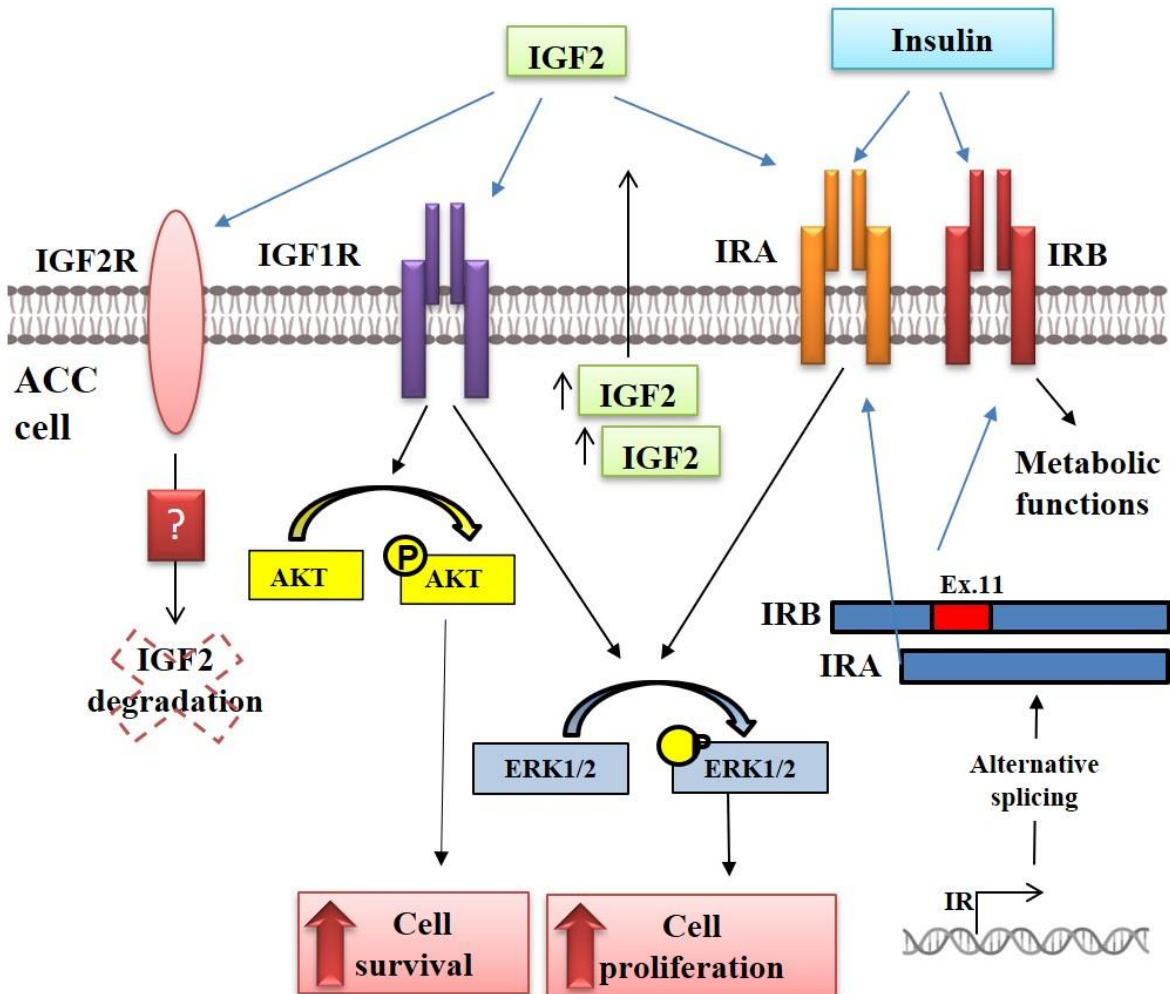 IGF2
Insulin
IGF2R
IGF1R
IRA
IRB
ACC
cell
IGF2
IGF2
Metabolic
functions
?
AKT
P
AKT
Ex.11
IRB
IRA
IGF2
degradation
ERK1/2
P
ERK1/2
Alternative
splicing
IR
Cell
survival
Cell
proliferation